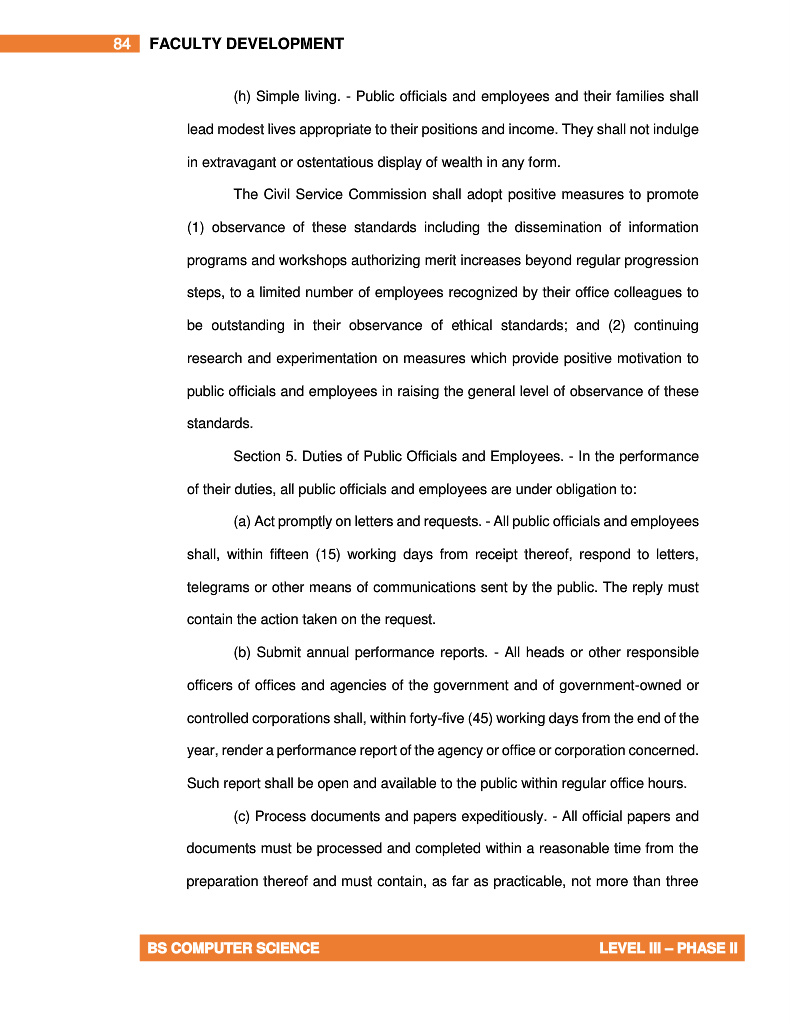 84 FACULTY DEVELOPMENT
(h) Simple living. - Public officials and employees and their families shall
lead modest lives appropriate to their positions and income. They shall not indulge
in extravagant or ostentatious display of wealth in any form.
The Civil Service Commission shall adopt positive measures to promote
(1) observance of these standards including the dissemination of information
programs and workshops authorizing merit increases beyond regular progression
steps, to a limited number of employees recognized by their office colleagues to
be outstanding in their observance of ethical standards; and (2) continuing
research and experimentation on measures which provide positive motivation to
public officials and employees in raising the general level of observance of these
standards.
Section 5. Duties of Public Officials and Employees. - In the performance
of their duties, all public officials and employees are under obligation to:
(a) Act promptly on letters and requests. - All public officials and employees
shall, within fifteen (15) working days from receipt thereof, respond to letters,
telegrams or other means of communications sent by the public. The reply must
contain the action taken on the request.
(b) Submit annual performance reports. - All heads or other responsible
officers of offices and agencies of the government and of government-owned or
controlled corporations shall, within forty-five (45) working days from the end of the
year, render a performance report of the agency or office or corporation concerned.
Such report shall be open and available to the public within regular office hours.
(c) Process documents and papers expeditiously. - All official papers and
documents must be processed and completed within a reasonable time from the
preparation thereof and must contain, as far as practicable, not more than three
BS COMPUTER SCIENCE LEVEL III – PHASE II